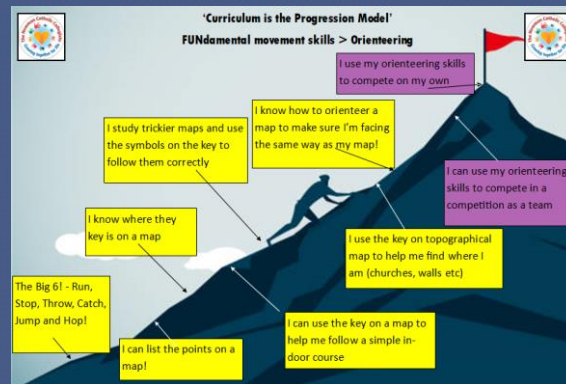 'Curriculum is the Progression Model'
FUNdamental movement skills > Orienteering
I use my orienteering skills
to compete on my own
I know how to orienteer a
map to make sure I'm facing
the same way as my map!
I study trickier maps and use
the symbols on the key to
follow them correctly
I can use my orienteering
skills to compete in a
competition as a team
I know where they
key is on a map
I use the key on topographical
map to help me find where I
am (churches, walls etc)
The Big 6! - Run,
Stop, Throw, Catch,
Jump and Hop!
I can use the key on a map to
help me follow a simple in-
door course
I can list the points on a
map!